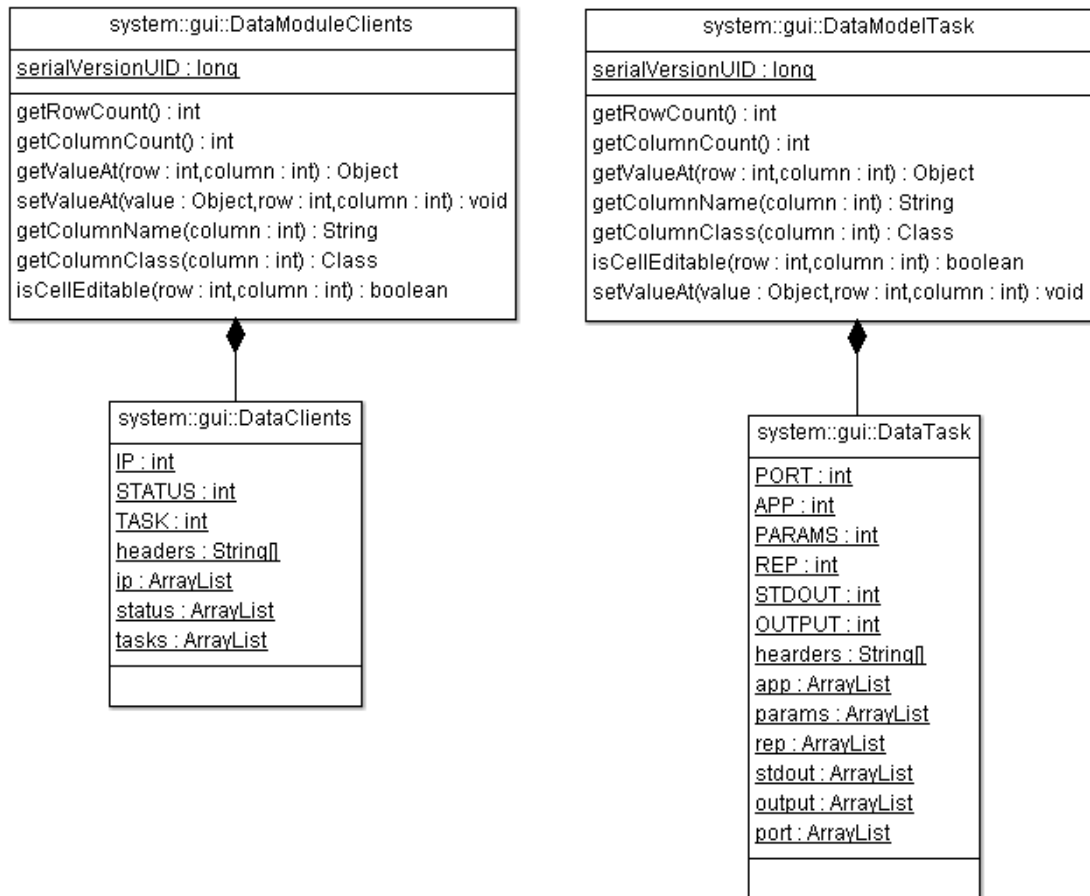 system::gui::DataModuleClients
serialVersionUID : long
getRowCount() : int
getColumnCount() : int
getValueAt(row : int,column : int) : Object
setValueAt(value : Object,row : int,column : int) : void
getColumnName(column : int) : String
getColumnClass(column : int) : Class
isCellEditable(row : int,column : int) : boolean
system::gui::DataClients
IP : int
STATUS : int
TASK : int
headers : String[]
ip : ArrayList
status : ArrayList
tasks : ArrayList
system::gui::DataModelTask
serialVersionUID : long
getRowCount() : int
getColumnCount() : int
getValueAt(row : int,column : int) : Object
getColumnName(column : int) : String
getColumnClass(column : int) : Class
isCellEditable(row : int,column : int) : boolean
setValueAt(value : Object,row : int,column : int) : void
system::gui::DataTask
PORT : int
APP : int
PARAMS : int
REP : int
STDOUT : int
OUTPUT : int
hearders : String[]
app : ArrayList
params : ArrayList
rep : ArrayList
stdout : ArrayList
output : ArrayList
port : ArrayList